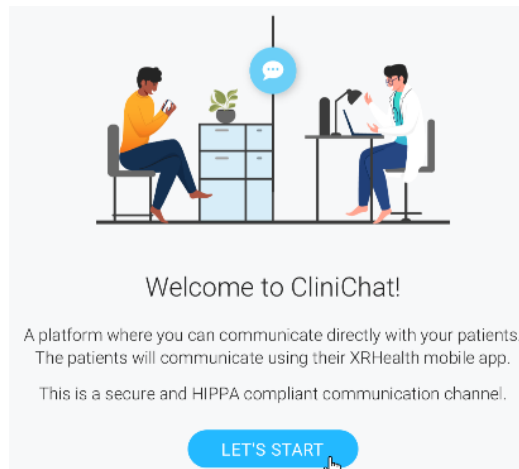 Welcome to CliniChat!
A platform where you can communicate directly with your patients.
The patients will communicate using their XRHealth mobile app.
This is a secure and HIPPA compliant communication channel.
LET'S START